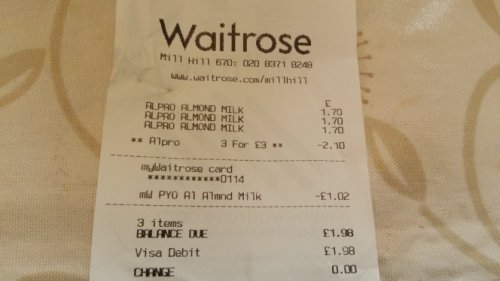 Waitrose
Mill Hill 670: 020 8371 8248
www.waitrose.com/millhill
£
ALPRO ALMOND MILK 1.70
ALPRO ALMOND MILK 1.70
ALPRO ALMOND MILK 1.70
** Alpro 3 For £3 ** -2.10
myWaitrose card
************0114
mW PYO Al Almnd Milk -£1.02
3 items
BALANCE DUE £1.98
Visa Debit £1.98
CHANGE 0.00